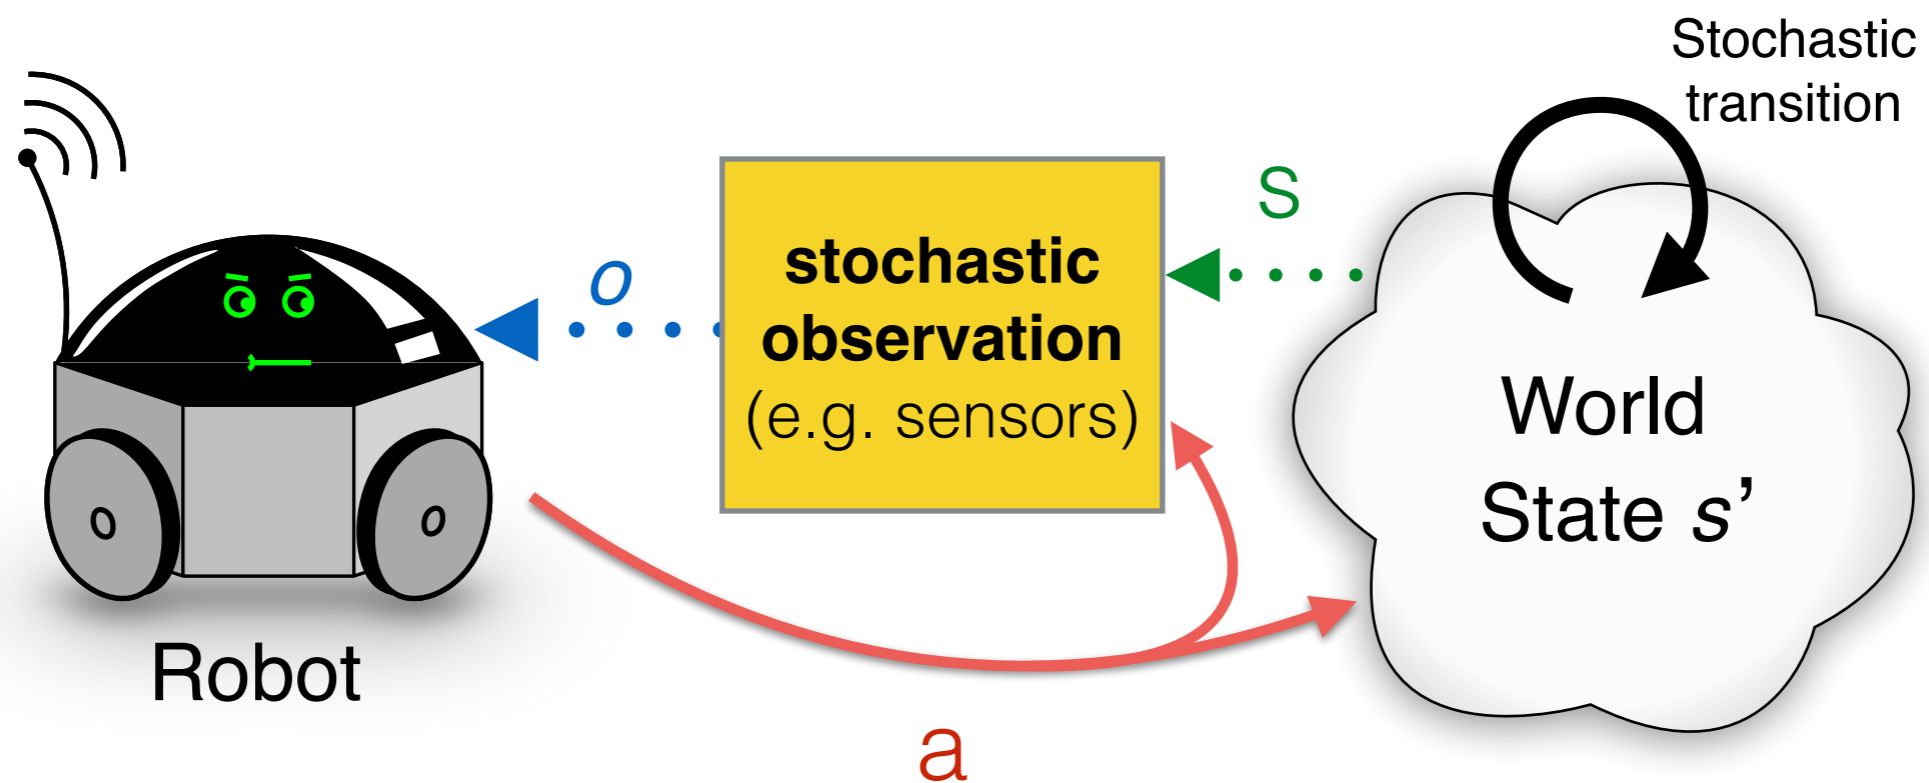 Stochastic
transition
S
o
stochastic
observation
(e.g. sensors)
World
State s’
Robot
a